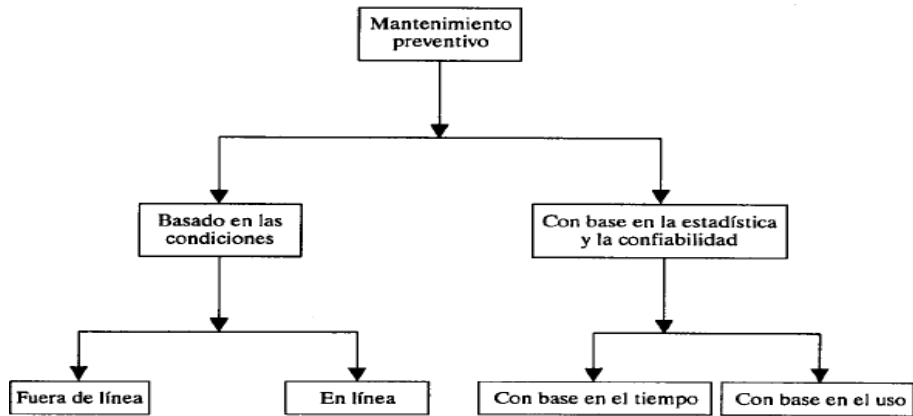 Mantenimiento
preventivo
Basado en las
condiciones
Con base en la estadística
y la confiabilidad
Fuera de línea
En línea
Con base en el tiempo
Con base en el uso